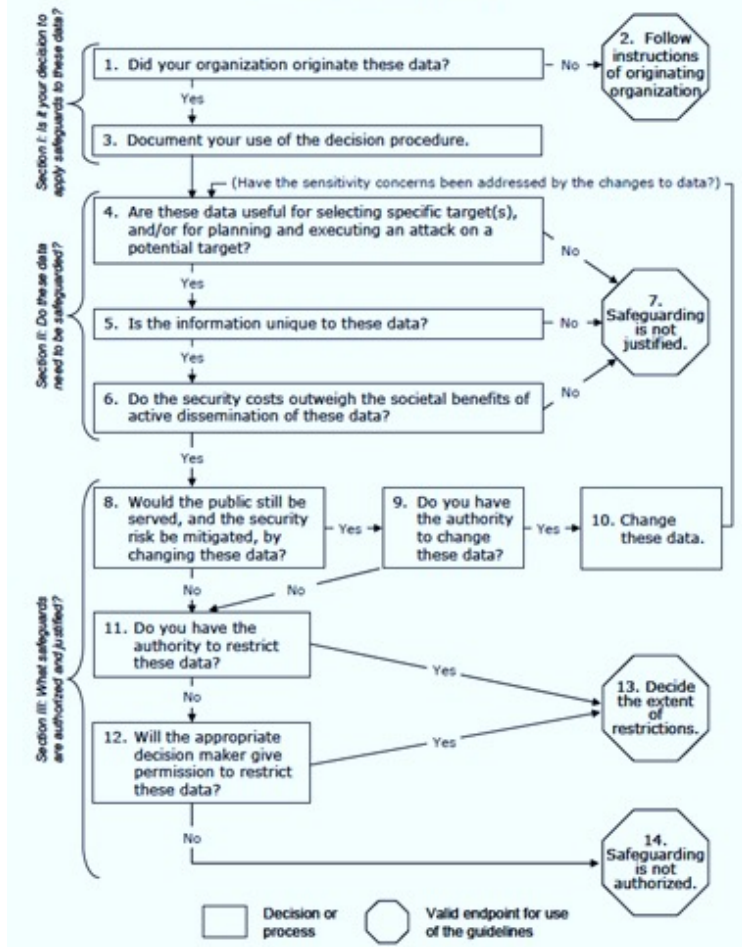 Section I: Is it your decision to
apply safeguards to these data?
1. Did your organization originate these data?
No
2. Follow
instructions
of originating
organization
Yes
3. Document your use of the decision procedure.
(Have the sensitivity concerns been addressed by the changes to data?)
Section II: Do these data
need to be safeguarded?
4. Are these data useful for selecting specific target(s),
and/or for planning and executing an attack on a
potential target?
No
Yes
7.
Safeguarding
is not
justified.
5. Is the information unique to these data?
No
Yes
6. Do the security costs outweigh the societal benefits of
active dissemination of these data?
No
Yes
Section III: What safeguards
are authorized and justified?
8. Would the public still be
served, and the security
risk be mitigated, by
changing these data?
Yes
9. Do you have
the authority
to change
these data?
Yes
10. Change
these data.
No
No
11. Do you have the
authority to restrict
these data?
Yes
No
13. Decide
the extent
of
restrictions.
12. Will the appropriate
decision maker give
permission to restrict
these data?
Yes
No
14.
Safeguarding
is not
authorized.
Decision or
process
Valid endpoint for use
of the guidelines